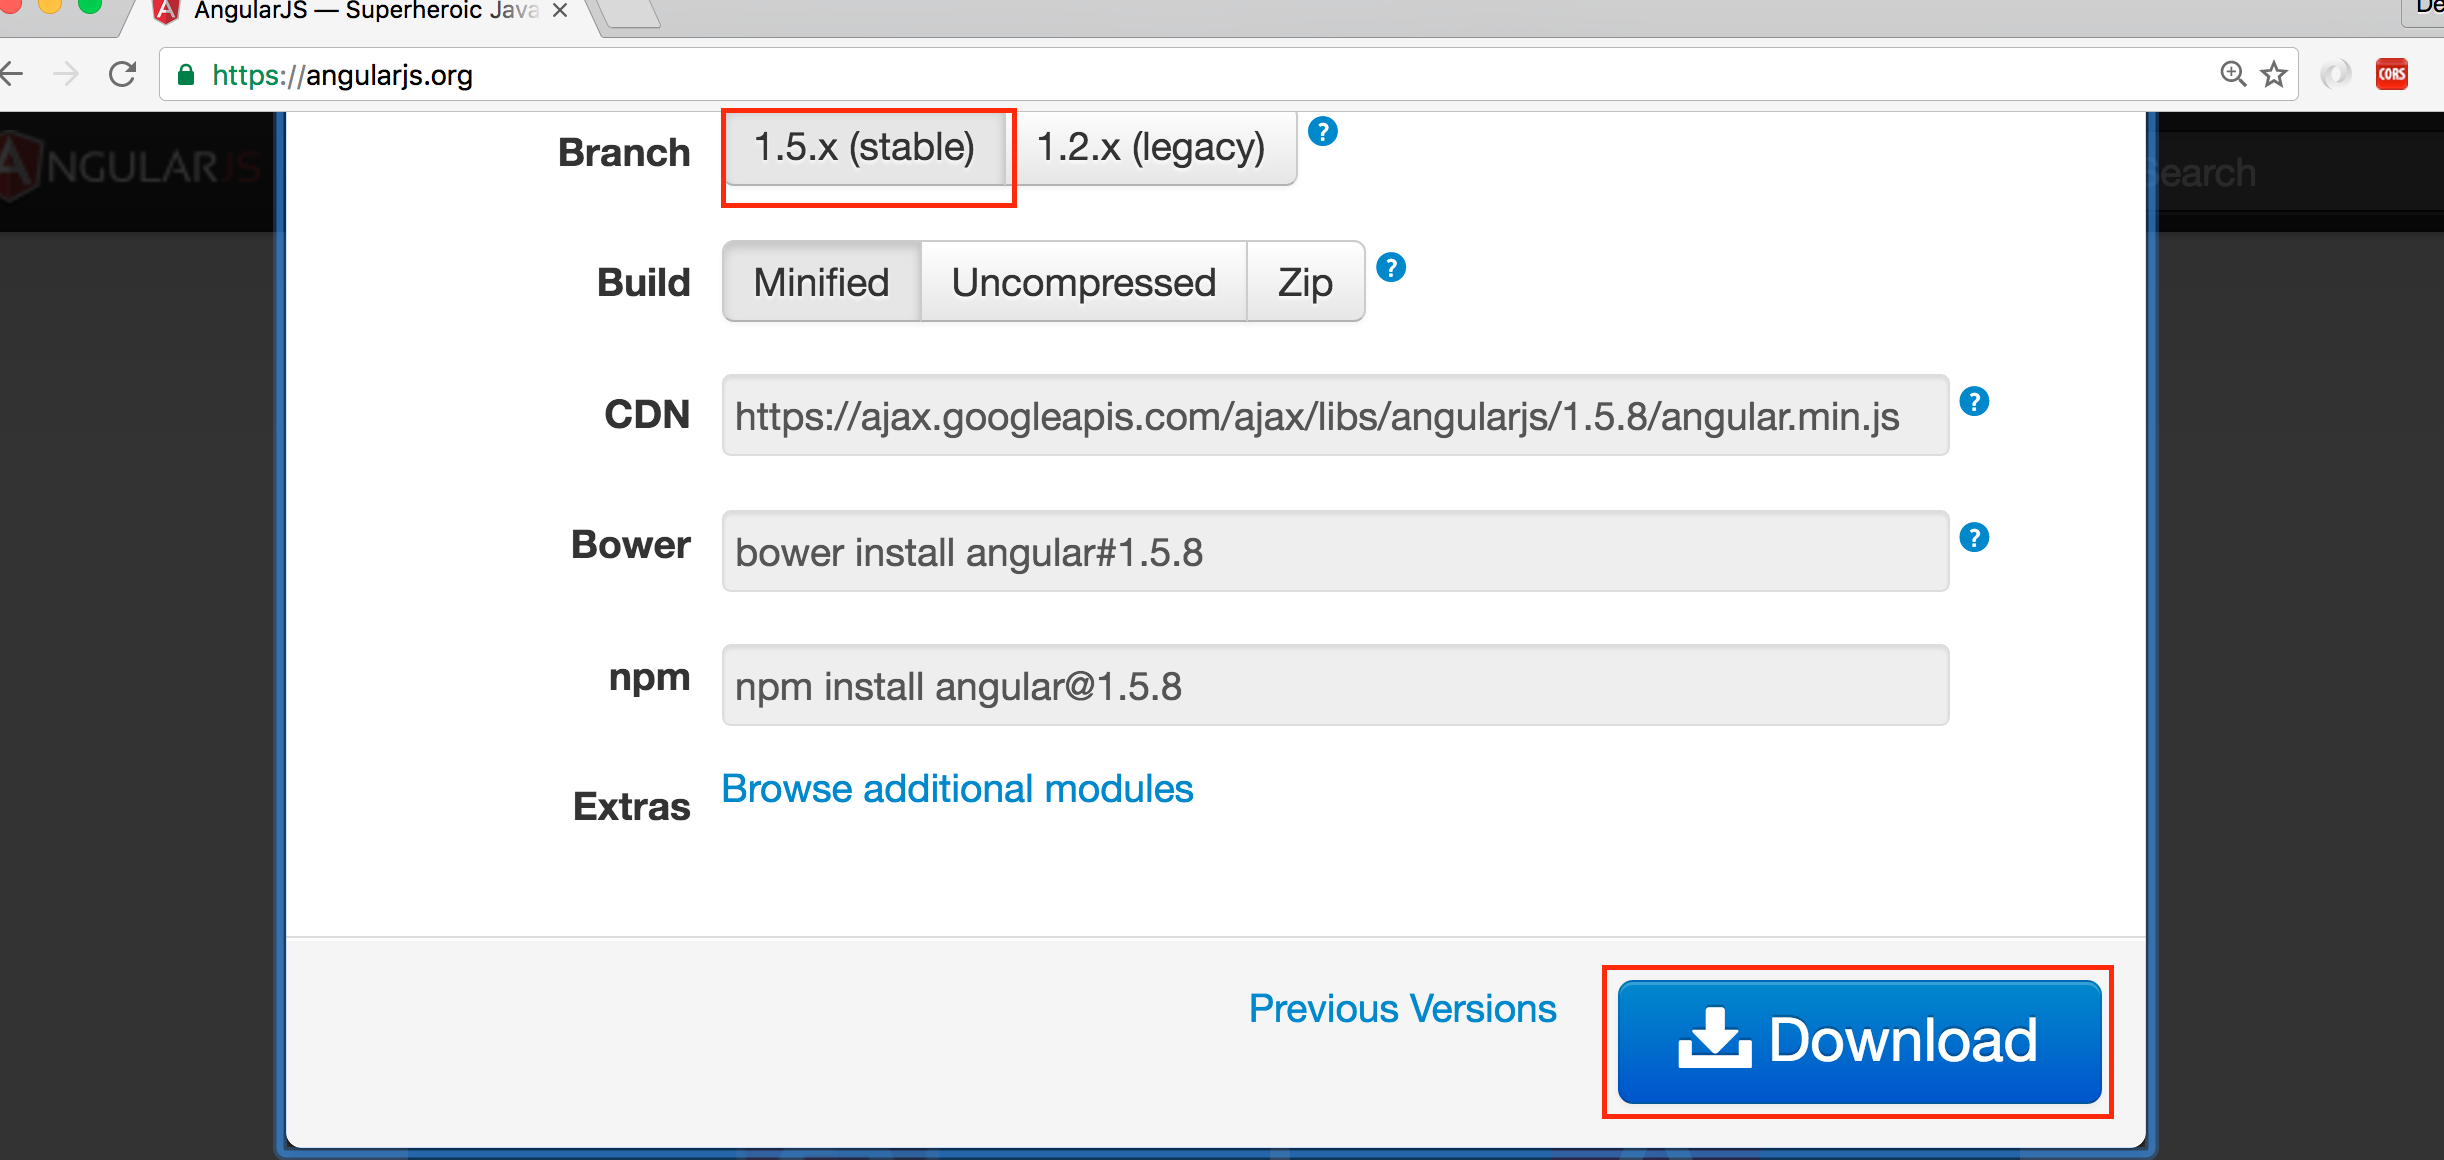 AngularJS — Superheroic Java
De
https://angularjs.org
CORS
ANGULARJS
Search
Branch 1.5.x (stable) 1.2.x (legacy) ?
Build Minified Uncompressed Zip ?
CDN https://ajax.googleapis.com/ajax/libs/angularjs/1.5.8/angular.min.js ?
Bower bower install angular#1.5.8 ?
npm npm install angular@1.5.8
Extras Browse additional modules
Previous Versions Download